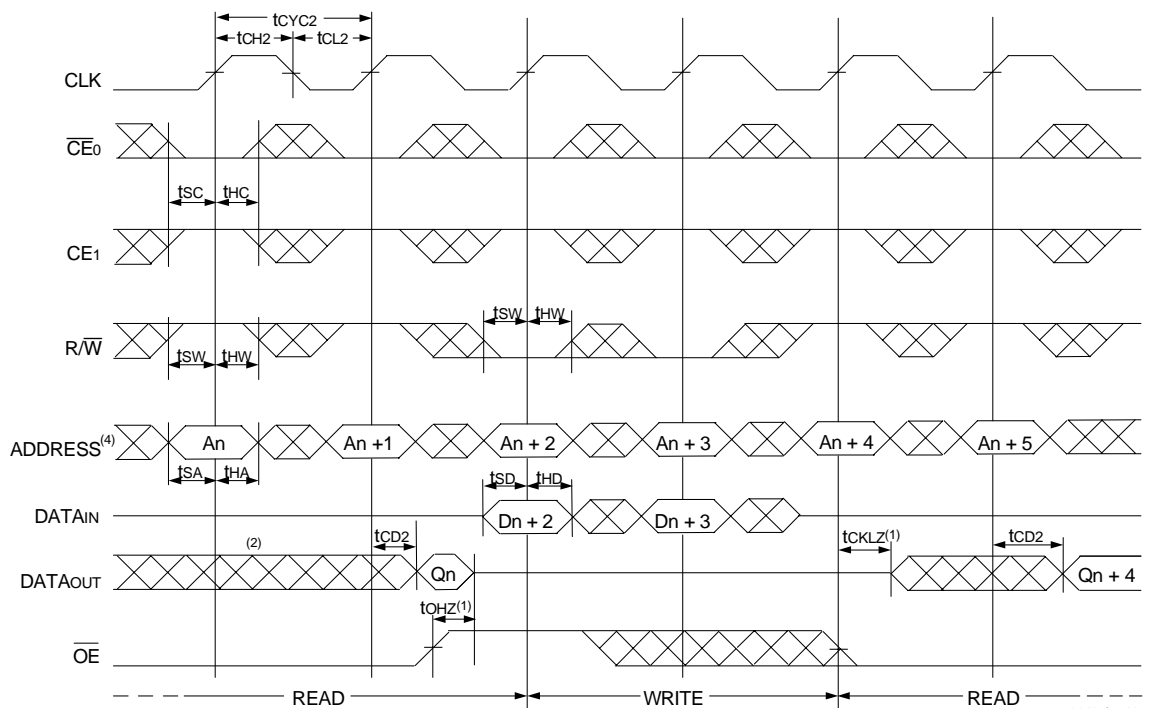 tCYC2
tCH2 tCL2
CLK
CE0
tSC tHC
CE1
tSW tHW
R/W
tSW tHW
ADDRESS(4) An An +1 An + 2 An + 3 An + 4 An + 5
tSA tHA tSD tHD
DATAIN Dn + 2 Dn + 3
(2) tCD2 tCKLZ(1) tCD2
DATAOUT Qn Qn + 4
tOHZ(1)
OE
READ WRITE READ